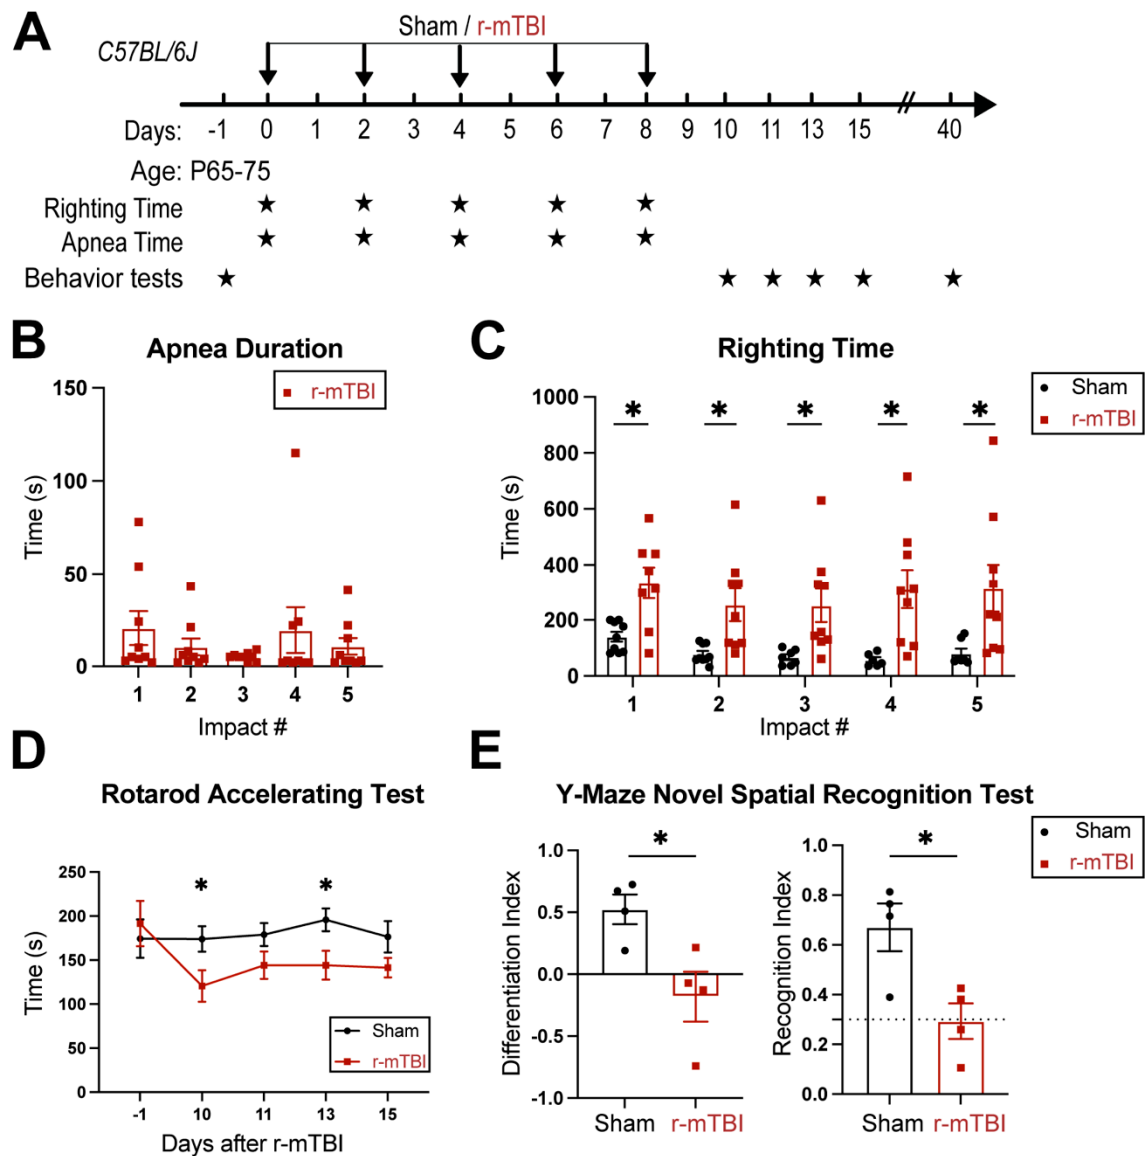 A
Sham / r-mTBI
C57BL/6J
Days: -1 0 1 2 3 4 5 6 7 8 9 10 11 13 15 40
Age: P65-75
Righting Time
Apnea Time
Behavior tests
B
Apnea Duration
r-mTBI
150
100
50
0
Time (s)
1 2 3 4 5
Impact #
C
Righting Time
Sham
r-mTBI
1000
800
600
400
200
0
Time (s)
* * * * *
1 2 3 4 5
Impact #
D
Rotarod Accelerating Test
250
200
150
100
50
0
Time (s)
* *
Sham
r-mTBI
-1 10 11 13 15
Days after r-mTBI
E
Y-Maze Novel Spatial Recognition Test
Sham
r-mTBI
1.0
0.5
0.0
-0.5
-1.0
Differentiation Index
*
Sham r-mTBI
1.0
0.8
0.6
0.4
0.2
0.0
Recognition Index
*
Sham r-mTBI